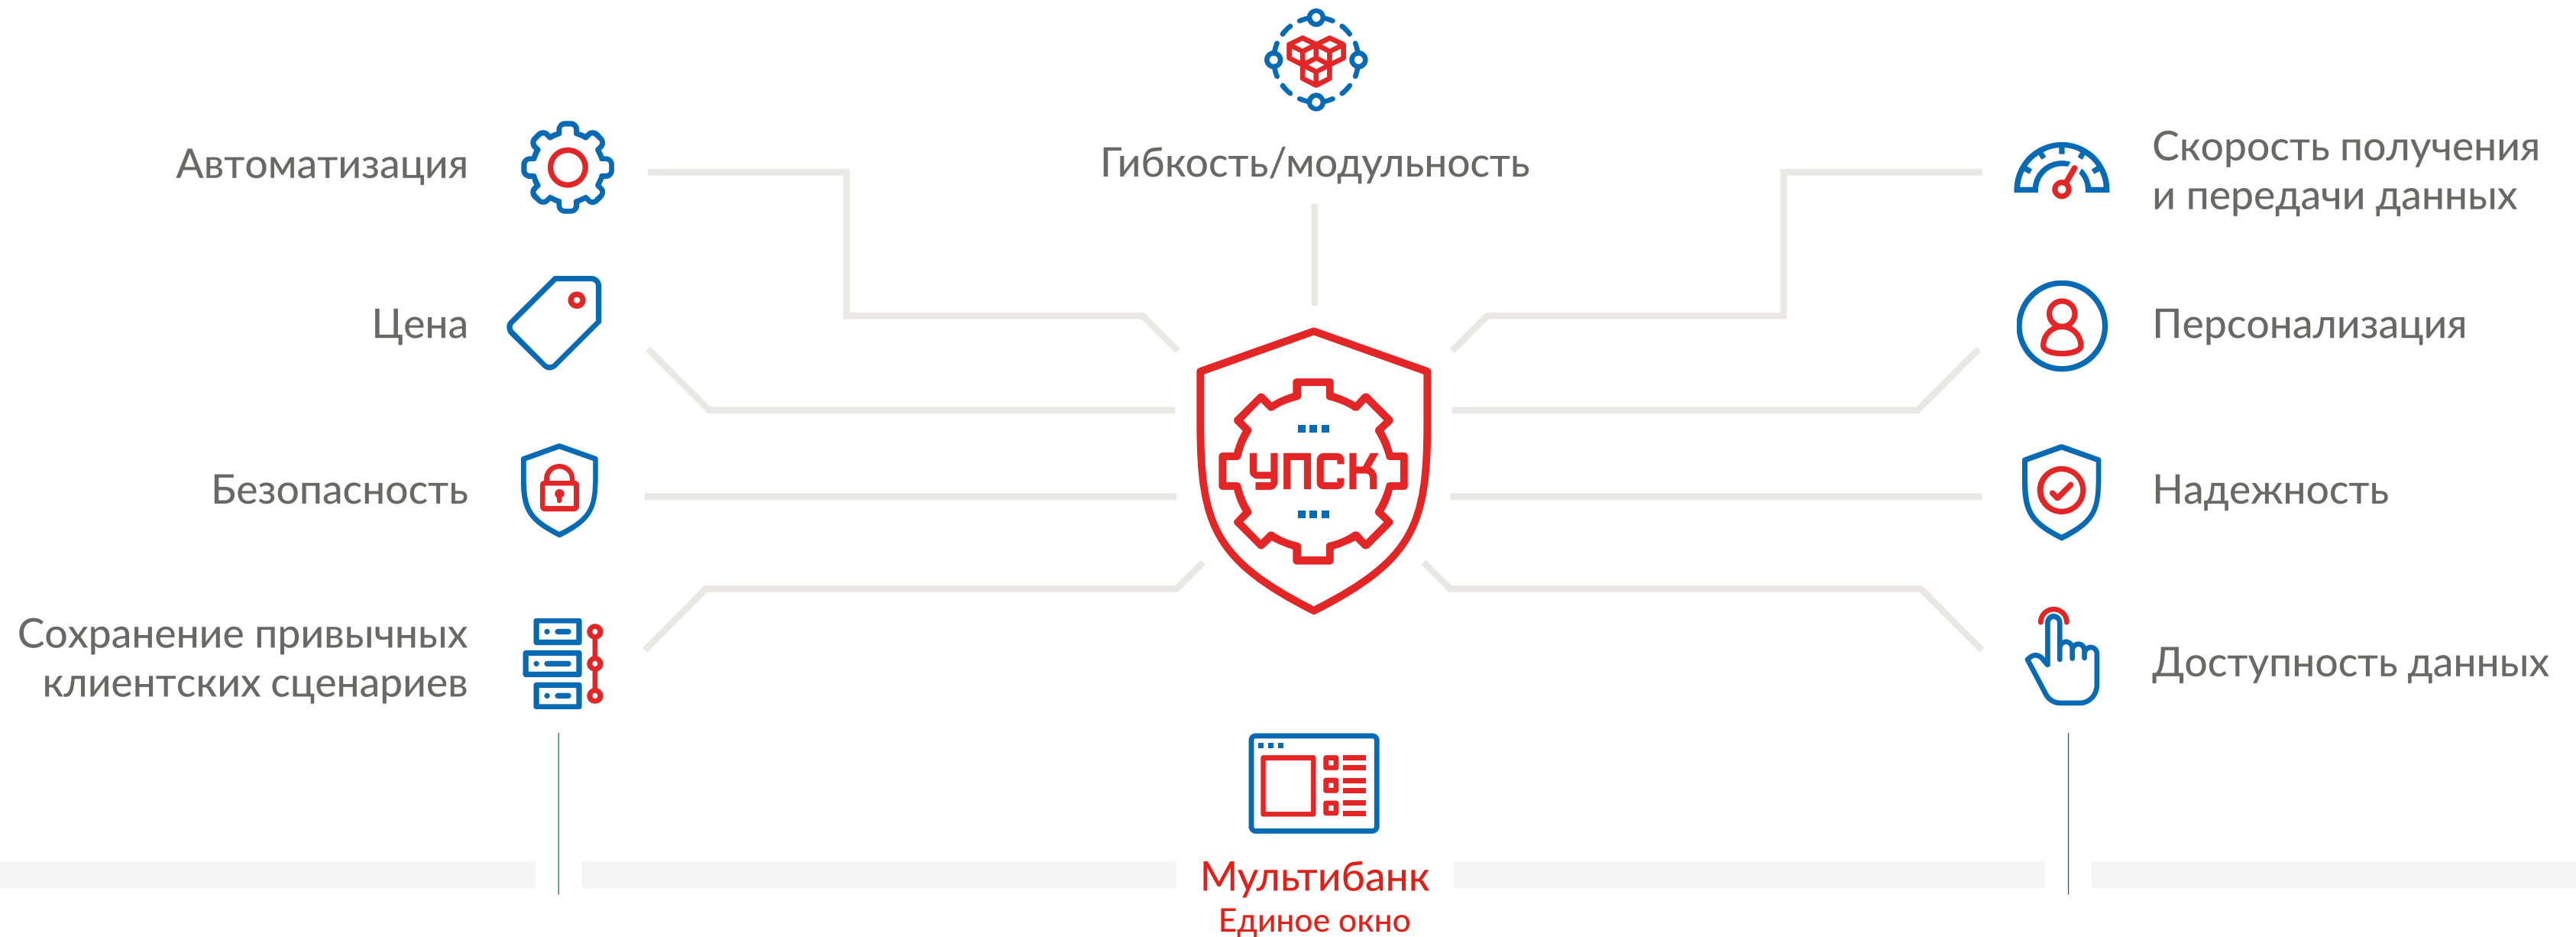 Гибкость/модульность
Автоматизация
Цена
Безопасность
Сохранение привычных
клиентских сценариев
УПСК
Скорость получения
и передачи данных
Персонализация
Надежность
Доступность данных
Мультибанк
Единое окно